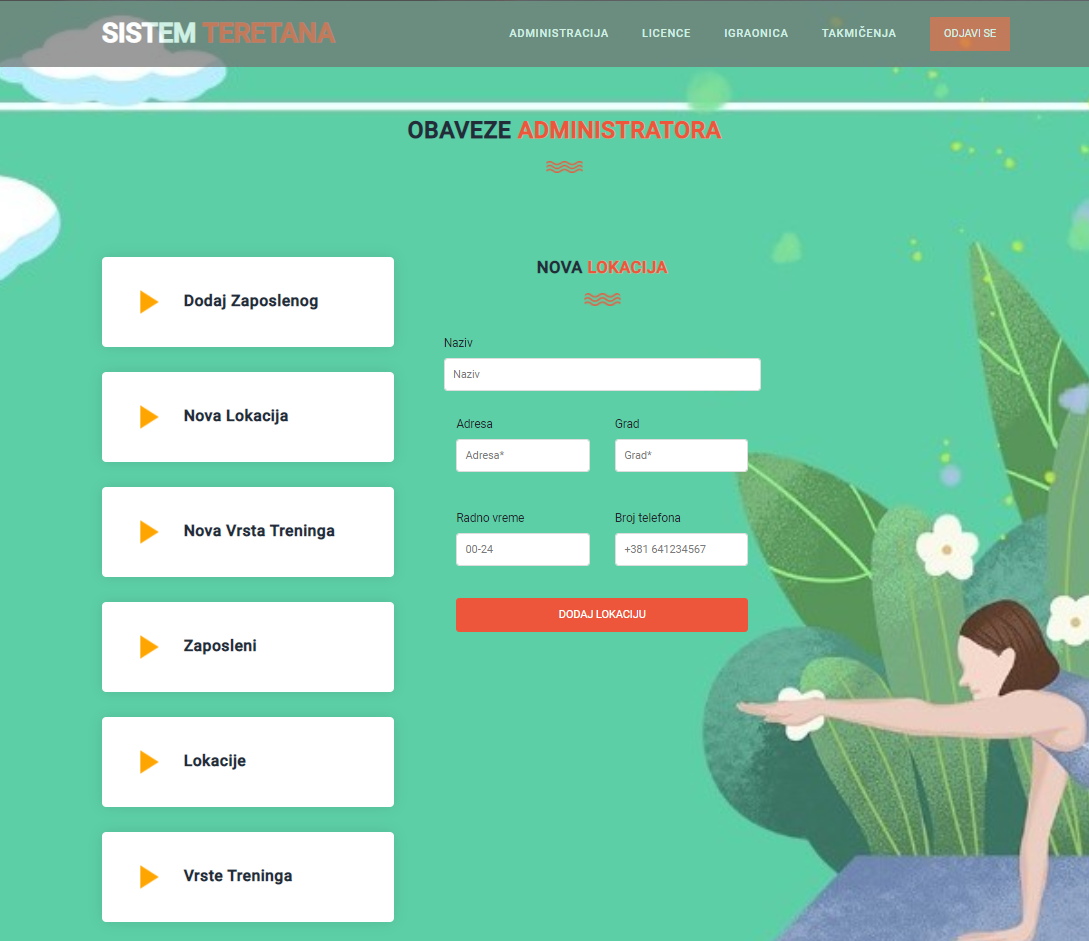 SISTEM TERETANA
ADMINISTRACIJA
LICENCE
IGRAONICA
TAKMIČENJA
ODJAVI SE
OBAVEZE ADMINISTRATORA
Dodaj Zaposlenog
Nova Lokacija
Nova Vrsta Treninga
Zaposleni
Lokacije
Vrste Treninga
NOVA LOKACIJA
Naziv
Naziv
Adresa
Grad
Adresa*
Grad*
Radno vreme
Broj telefona
00-24
+381 641234567
DODAJ LOKACIJU